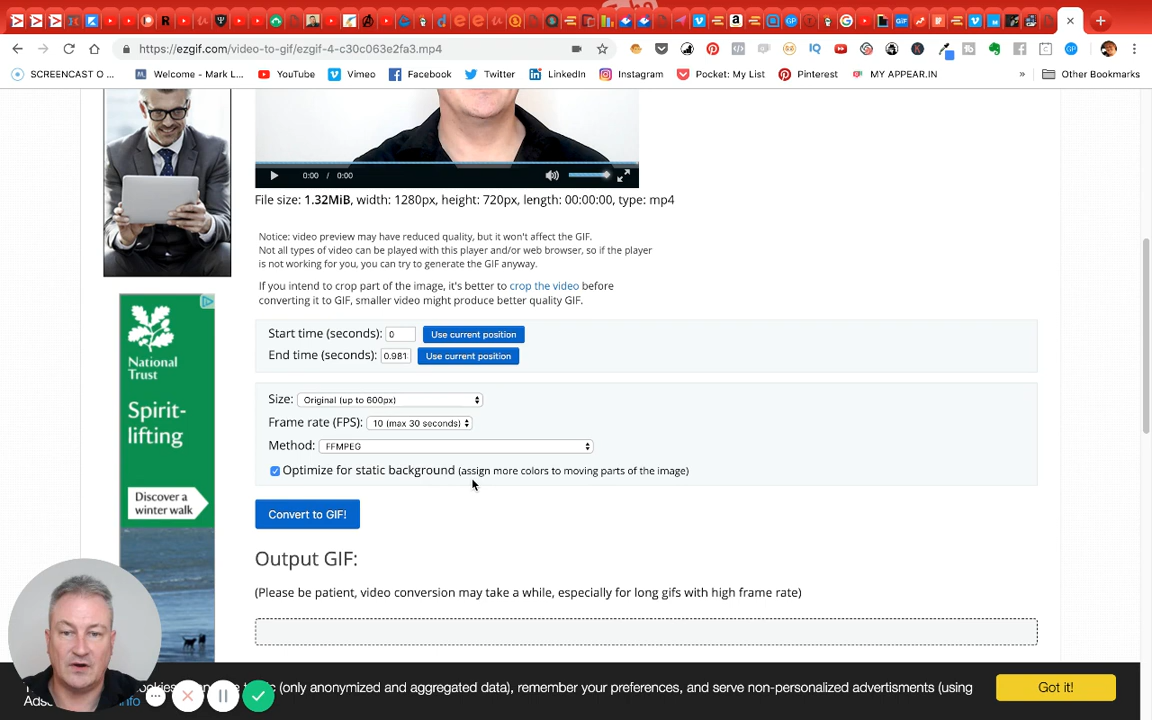 https://ezgif.com/video-to-gif/ezgif-4-c30c063e2fa3.mp4
SCREENCAST O ...
Welcome - Mark L...
YouTube
Vimeo
Facebook
Twitter
LinkedIn
Instagram
Pocket: My List
Pinterest
MY APPEAR.IN
»
Other Bookmarks
0:00 / 0:00
File size: 1.32MiB, width: 1280px, height: 720px, length: 00:00:00, type: mp4
Notice: video preview may have reduced quality, but it won't affect the GIF.
Not all types of video can be played with this player and/or web browser, so if the player
is not working for you, you can try to generate the GIF anyway.
If you intend to crop part of the image, it's better to crop the video before
converting it to GIF, smaller video might produce better quality GIF.
Start time (seconds): 0 Use current position
End time (seconds): 0.981 Use current position
Size: Original (up to 600px)
Frame rate (FPS): 10 (max 30 seconds)
Method: FFMPEG
Optimize for static background (assign more colors to moving parts of the image)
Convert to GIF!
Output GIF:
(Please be patient, video conversion may take a while, especially for long gifs with high frame rate)
National
Trust
Spirit-
lifting
Discover a
winter walk
(only anonymized and aggregated data), remember your preferences, and serve non-personalized advertisments (using
Got it!